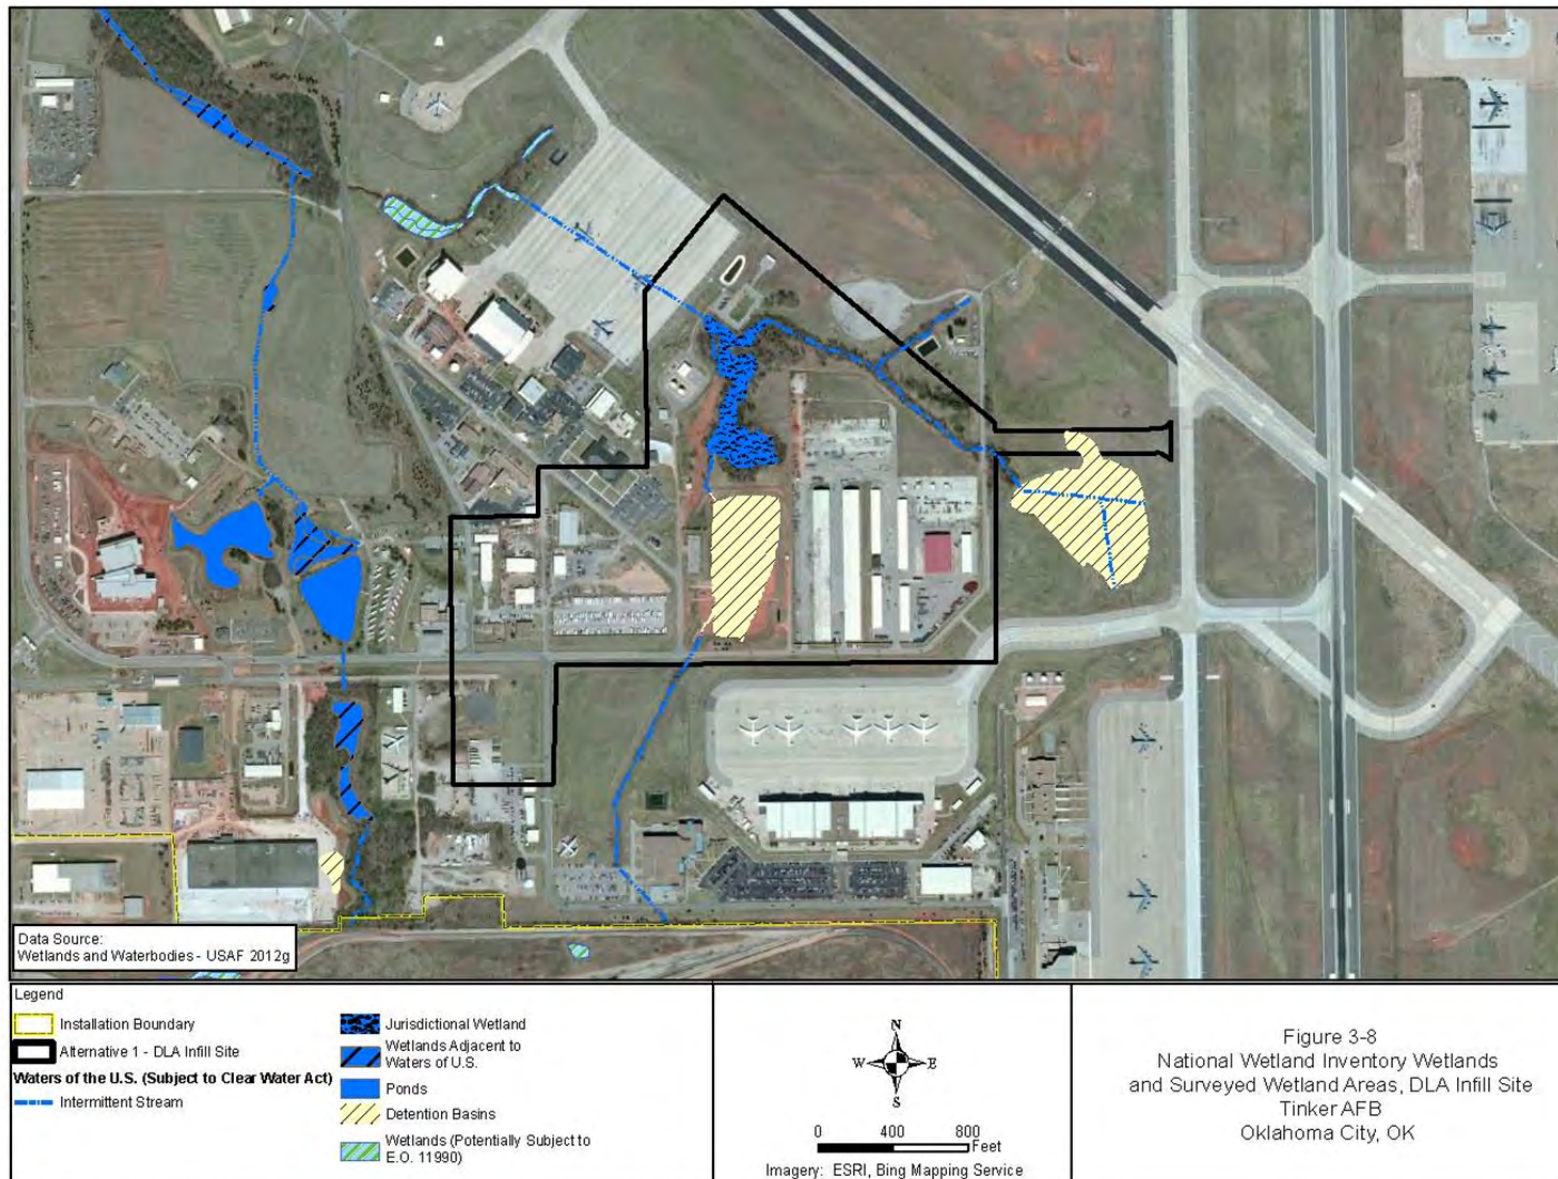 Data Source:
Wetlands and Waterbodies - USAF 2012g
Legend
Installation Boundary
Alternative 1 - DLA Infill Site
Waters of the U.S. (Subject to Clear Water Act)
Intermittent Stream
Jurisdictional Wetland
Wetlands Adjacent to
Waters of U.S.
Ponds
Detention Basins
Wetlands (Potentially Subject to
E.O. 11990)
N
W E
S
0 400 800
Feet
Imagery: ESRI, Bing Mapping Service
Figure 3-8
National Wetland Inventory Wetlands
and Surveyed Wetland Areas, DLA Infill Site
Tinker AFB
Oklahoma City, OK